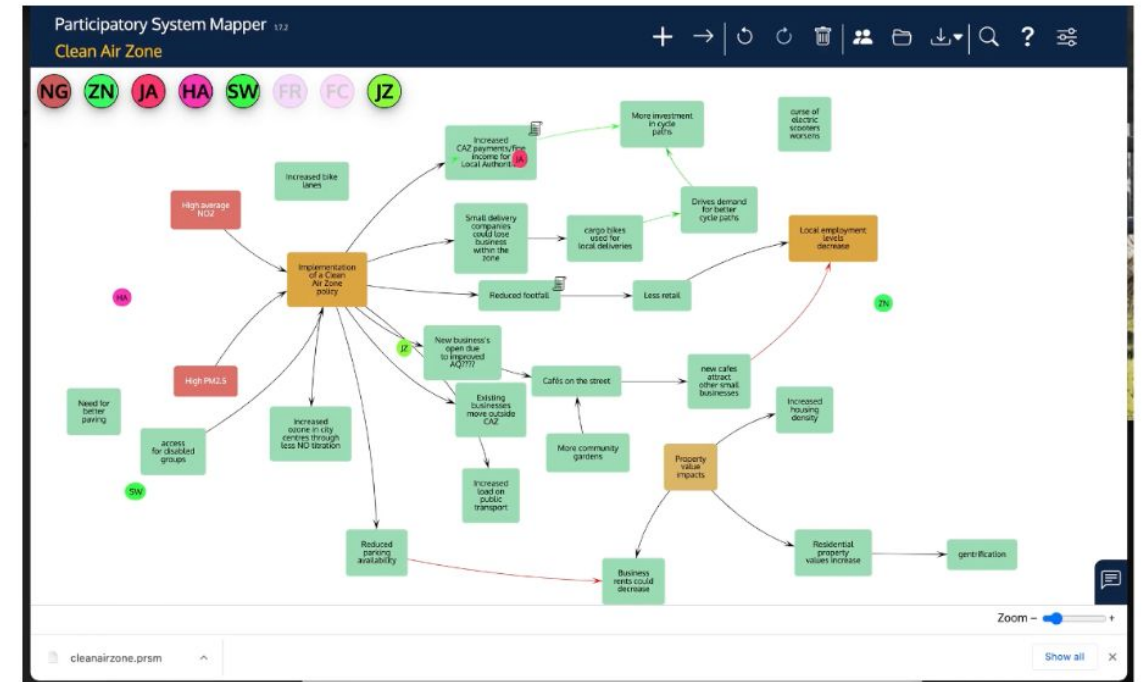 Participatory System Mapper 1.7.2
Clean Air Zone
?
NG ZN JA HA SW FR FC JZ
Increased
CAZ payments/fine
income for
Local Authorit
JA
More investment
in cycle
paths
curse of
electric
scooters
worsens
Increased bike
lanes
High average
NO2
Small delivery
companies
could lose
business
within the
zone
cargo bikes
used for
local deliveries
Drives demand
for better
cycle paths
Local employment
levels
decrease
Implementation
of a Clean
Air Zone
policy
Reduced footfall
Less retail
HA
ZN
New business's
open due
to improved
AQ????
JZ
High PM2.5
Cafés on the street
new cafes
attract
other small
businesses
Need for
better
paving
Existing
businesses
move outside
CAZ
Increased
housing
density
access
for disabled
groups
Increased
ozone in city
centres through
less NO titration
More community
gardens
Property
value
impacts
SW
Increased
load on
public
transport
Reduced
parking
availability
Business
rents could
decrease
Residential
property
values increase
gentrification
Zoom − +
cleanairzone.prsm
Show all